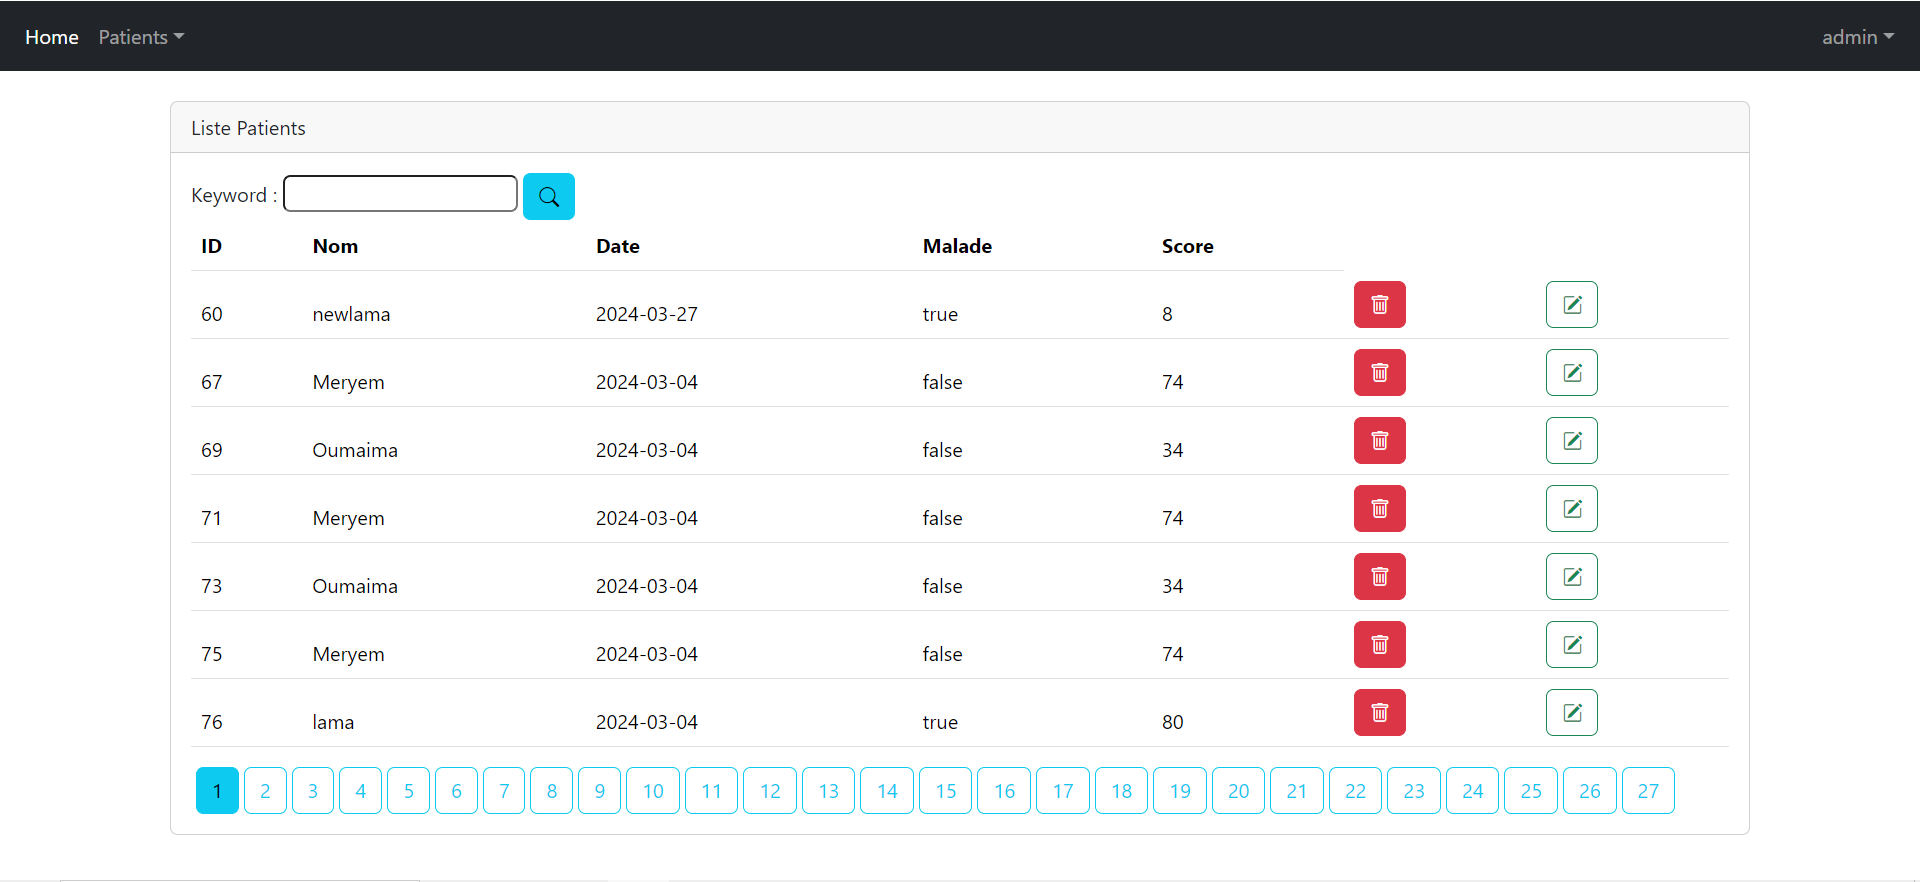 Home Patients admin
Liste Patients
Keyword :
ID Nom Date Malade Score
60 newlama 2024-03-27 true 8
67 Meryem 2024-03-04 false 74
69 Oumaima 2024-03-04 false 34
71 Meryem 2024-03-04 false 74
73 Oumaima 2024-03-04 false 34
75 Meryem 2024-03-04 false 74
76 lama 2024-03-04 true 80
1 2 3 4 5 6 7 8 9 10 11 12 13 14 15 16 17 18 19 20 21 22 23 24 25 26 27